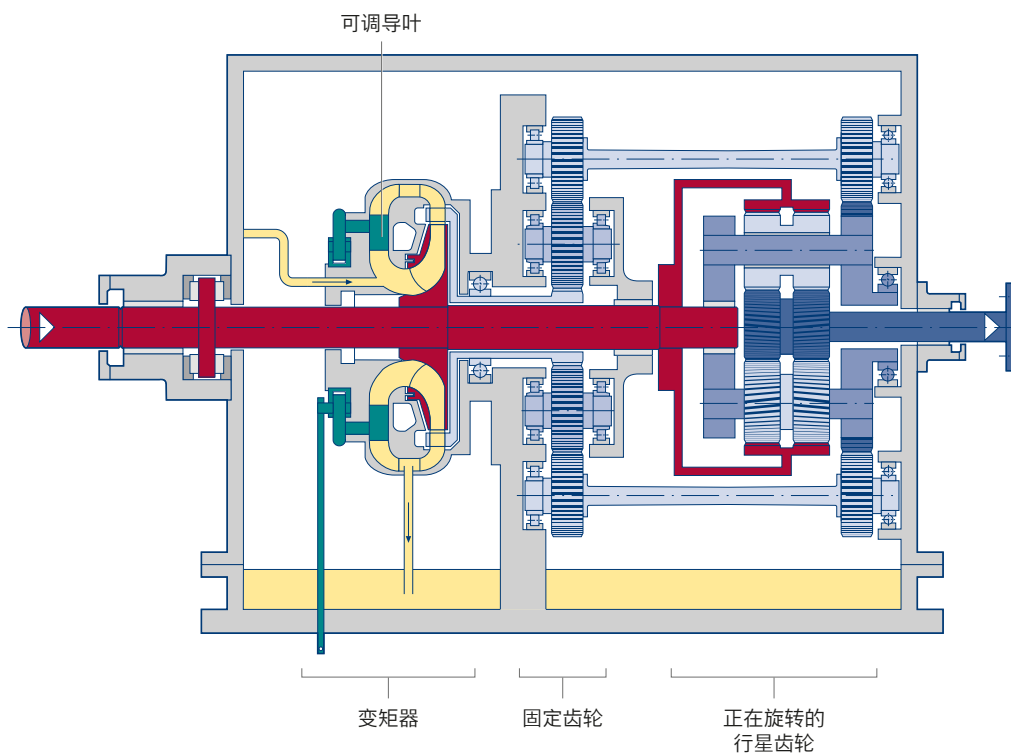 可调导叶
变矩器
固定齿轮
正在旋转的
行星齿轮